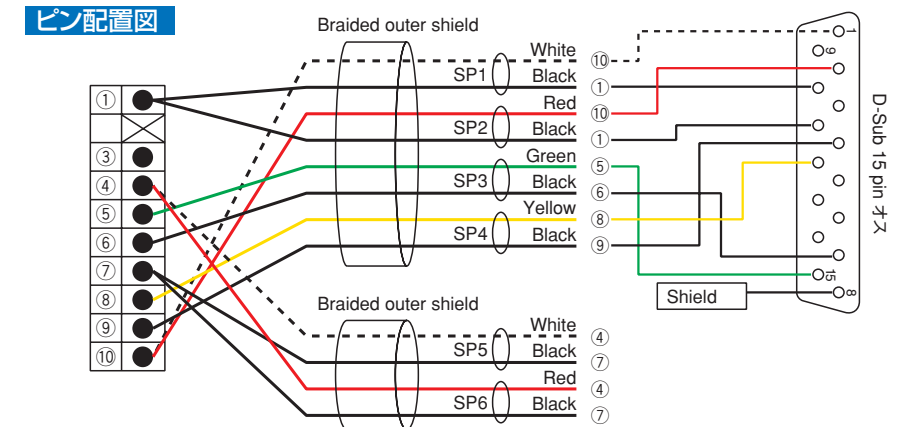 ピン配置図
Braided outer shield
White
⑩
SP1
Black
①
Red
⑩
SP2
Black
①
Green
⑤
SP3
Black
⑥
Yellow
⑧
SP4
Black
⑨
①
③
④
⑤
⑥
⑦
⑧
⑨
⑩
Braided outer shield
White
④
SP5
Black
⑦
Red
④
SP6
Black
⑦
Shield
1
9
15
8
D-Sub 15 pin オス